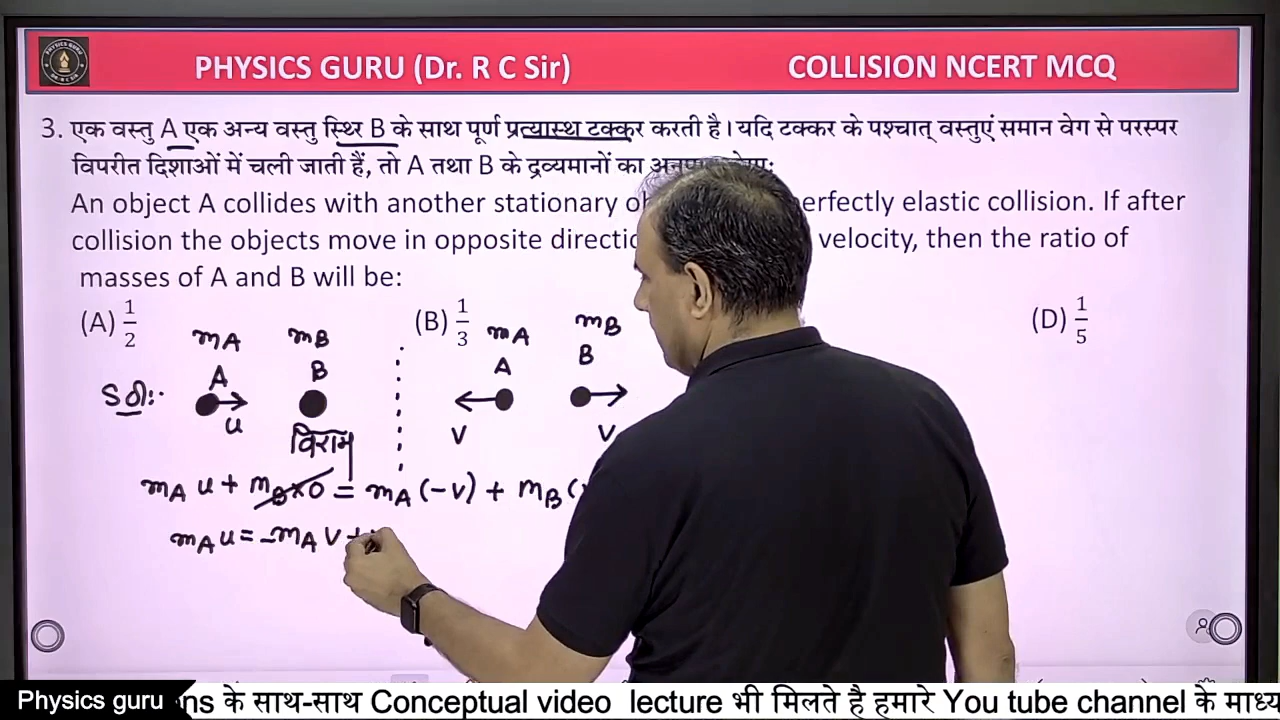 PHYSICS GURU (Dr. R C Sir)
COLLISION NCERT MCQ
3. एक वस्तु A एक अन्य वस्तु स्थिर B के साथ पूर्ण प्रत्यास्थ टक्कर करती है। यदि टक्कर के पश्चात् वस्तुएं समान वेग से परस्पर
विपरीत दिशाओं में चली जाती हैं, तो A तथा B के द्रव्यमानों का
An object A collides with another stationary perfectly elastic collision. If after
collision the objects move in opposite velocity, then the ratio of
masses of A and B will be:
(A) 1/2
(B) 1/3
(D) 1/5
mA mB mA mB
A B A B
Sol:-
u विराम v v
mA u + mB×0 = mA (-v) + mB
mA u = -mA v +
Physics guru
के साथ-साथ Conceptual video lecture भी मिलते है हमारे You tube channel के